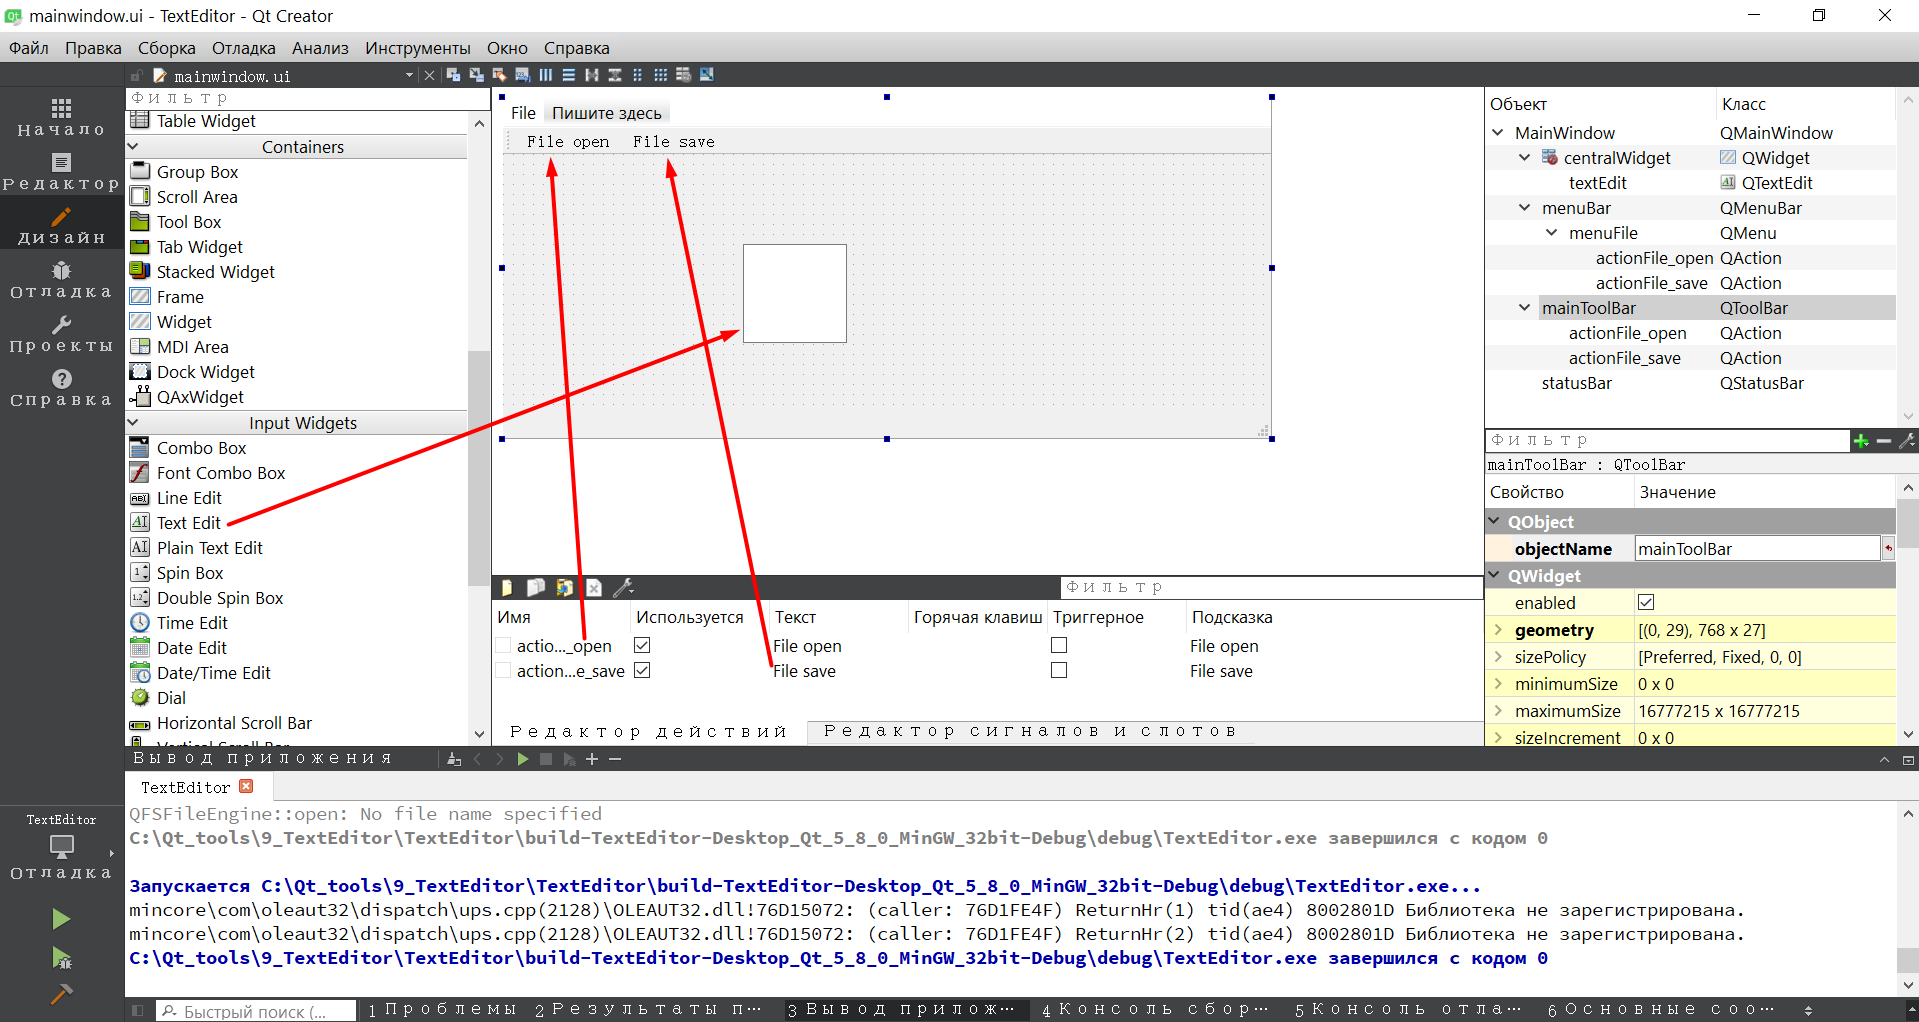 mainwindow.ui - TextEditor - Qt Creator
Файл Правка Сборка Отладка Анализ Инструменты Окно Справка
mainwindow.ui
Начало
Редактор
Дизайн
Отладка
Проекты
Справка
TextEditor
Отладка
Фильтр
Table Widget
Containers
Group Box
Scroll Area
Tool Box
Tab Widget
Stacked Widget
Frame
Widget
MDI Area
Dock Widget
QAxWidget
Input Widgets
Combo Box
Font Combo Box
Line Edit
Text Edit
Plain Text Edit
Spin Box
Double Spin Box
Time Edit
Date Edit
Date/Time Edit
Dial
Horizontal Scroll Bar
Vertical Scroll Bar
File Пишите здесь
File open File save
Фильтр
Имя Используется Текст Горячая клавиш Триггерное Подсказка
actio..._open File open File open
action...e_save File save File save
Редактор действий Редактор сигналов и слотов
Объект Класс
MainWindow QMainWindow
centralWidget QWidget
textEdit QTextEdit
menuBar QMenuBar
menuFile QMenu
actionFile_open QAction
actionFile_save QAction
mainToolBar QToolBar
actionFile_open QAction
actionFile_save QAction
statusBar QStatusBar
Фильтр
mainToolBar : QToolBar
Свойство Значение
QObject
objectName mainToolBar
QWidget
enabled
geometry [(0, 29), 768 x 27]
sizePolicy [Preferred, Fixed, 0, 0]
minimumSize 0 x 0
maximumSize 16777215 x 16777215
sizeIncrement 0 x 0
Вывод приложения
TextEditor
QFSFileEngine::open: No file name specified
C:\Qt_tools\9_TextEditor\TextEditor\build-TextEditor-Desktop_Qt_5_8_0_MinGW_32bit-Debug\debug\TextEditor.exe завершился с кодом 0
Запускается C:\Qt_tools\9_TextEditor\TextEditor\build-TextEditor-Desktop_Qt_5_8_0_MinGW_32bit-Debug\debug\TextEditor.exe...
mincore\com\oleaut32\dispatch\ups.cpp(2128)\OLEAUT32.dll!76D15072: (caller: 76D1FE4F) ReturnHr(1) tid(ae4) 8002801D Библиотека не зарегистрирована.
mincore\com\oleaut32\dispatch\ups.cpp(2128)\OLEAUT32.dll!76D15072: (caller: 76D1FE4F) ReturnHr(2) tid(ae4) 8002801D Библиотека не зарегистрирована.
C:\Qt_tools\9_TextEditor\TextEditor\build-TextEditor-Desktop_Qt_5_8_0_MinGW_32bit-Debug\debug\TextEditor.exe завершился с кодом 0
Быстрый поиск (... 1 Проблемы 2 Результаты п... 3 Вывод прилож... 4 Консоль сбор... 5 Консоль отла... 6 Основные соо...